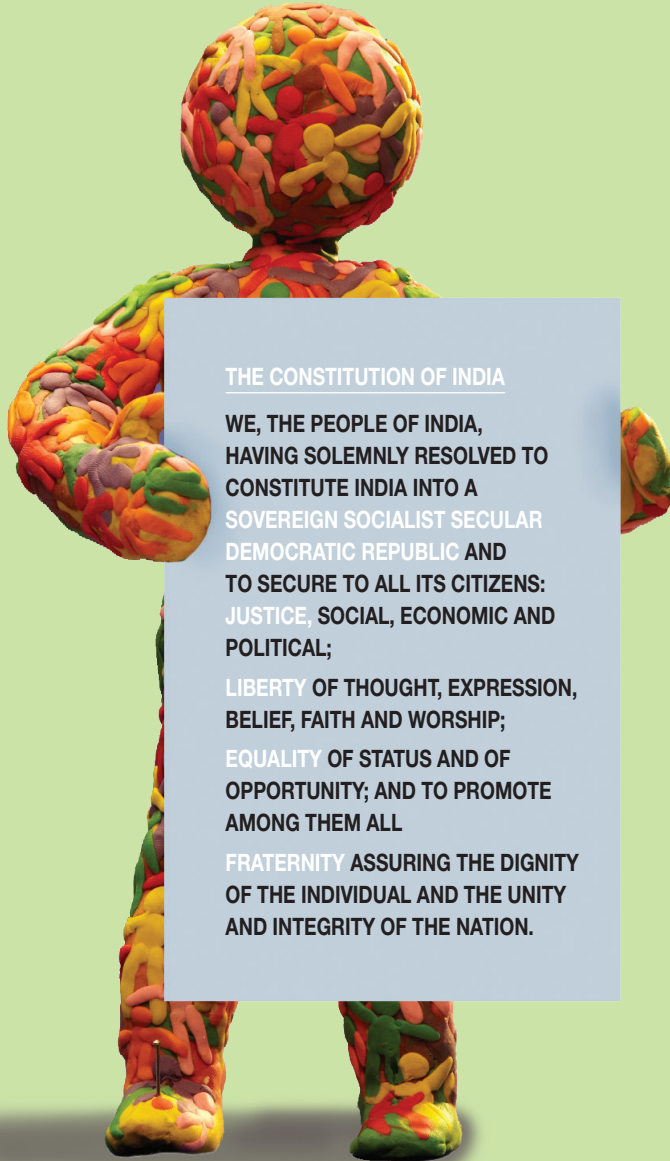 THE CONSTITUTION OF INDIA
WE, THE PEOPLE OF INDIA,
HAVING SOLEMNLY RESOLVED TO
CONSTITUTE INDIA INTO A
SOVEREIGN SOCIALIST SECULAR
DEMOCRATIC REPUBLIC AND
TO SECURE TO ALL ITS CITIZENS:
JUSTICE, SOCIAL, ECONOMIC AND
POLITICAL;
LIBERTY OF THOUGHT, EXPRESSION,
BELIEF, FAITH AND WORSHIP;
EQUALITY OF STATUS AND OF
OPPORTUNITY; AND TO PROMOTE
AMONG THEM ALL
FRATERNITY ASSURING THE DIGNITY
OF THE INDIVIDUAL AND THE UNITY
AND INTEGRITY OF THE NATION.